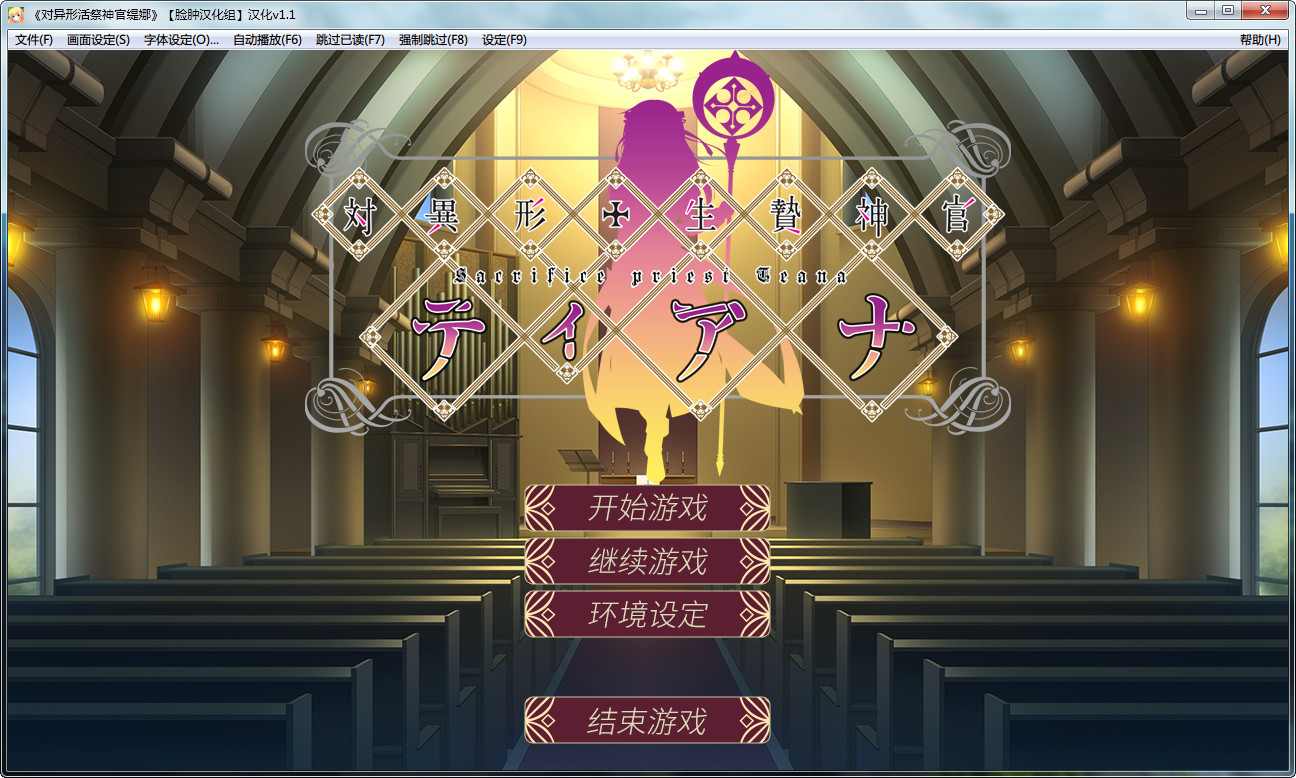 《对异形活祭神官缇娜》【脸肿汉化组】汉化v1.1
文件(F) 画面设定(S) 字体设定(O)... 自动播放(F6) 跳过已读(F7) 强制跳过(F8) 设定(F9) 帮助(H)
対異形✠生贄神官
Sacrifice priest Teana
ティアナ
开始游戏
继续游戏
环境设定
结束游戏